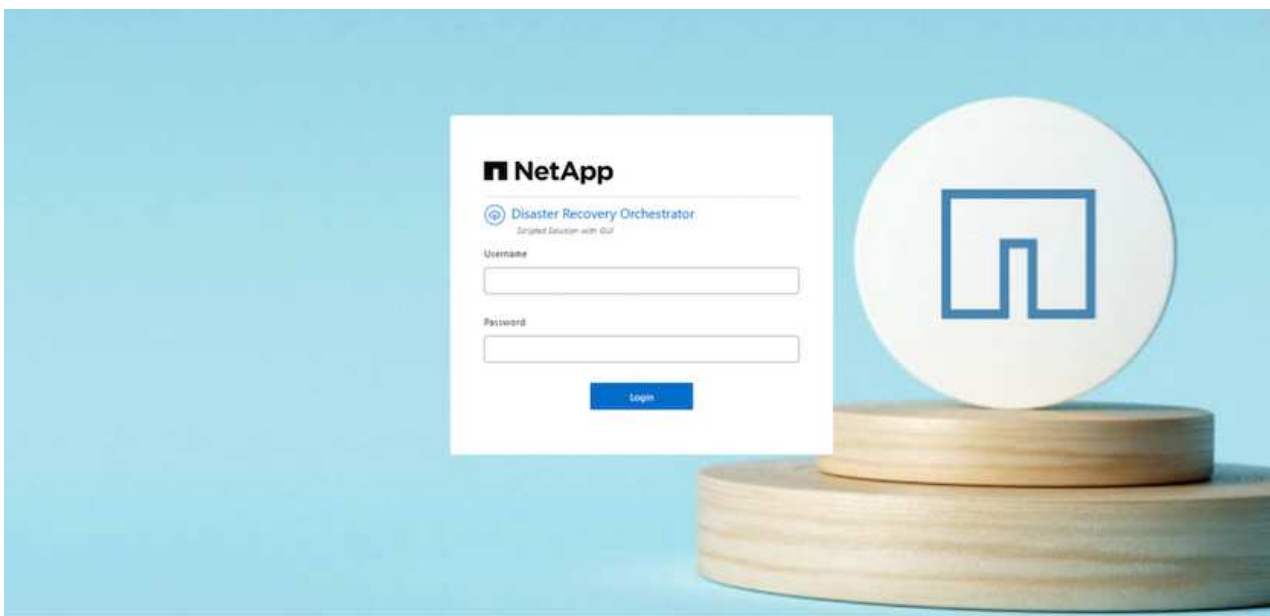 NetApp
Disaster Recovery Orchestrator
Scripted Solution with GUI
Username
Password
Login